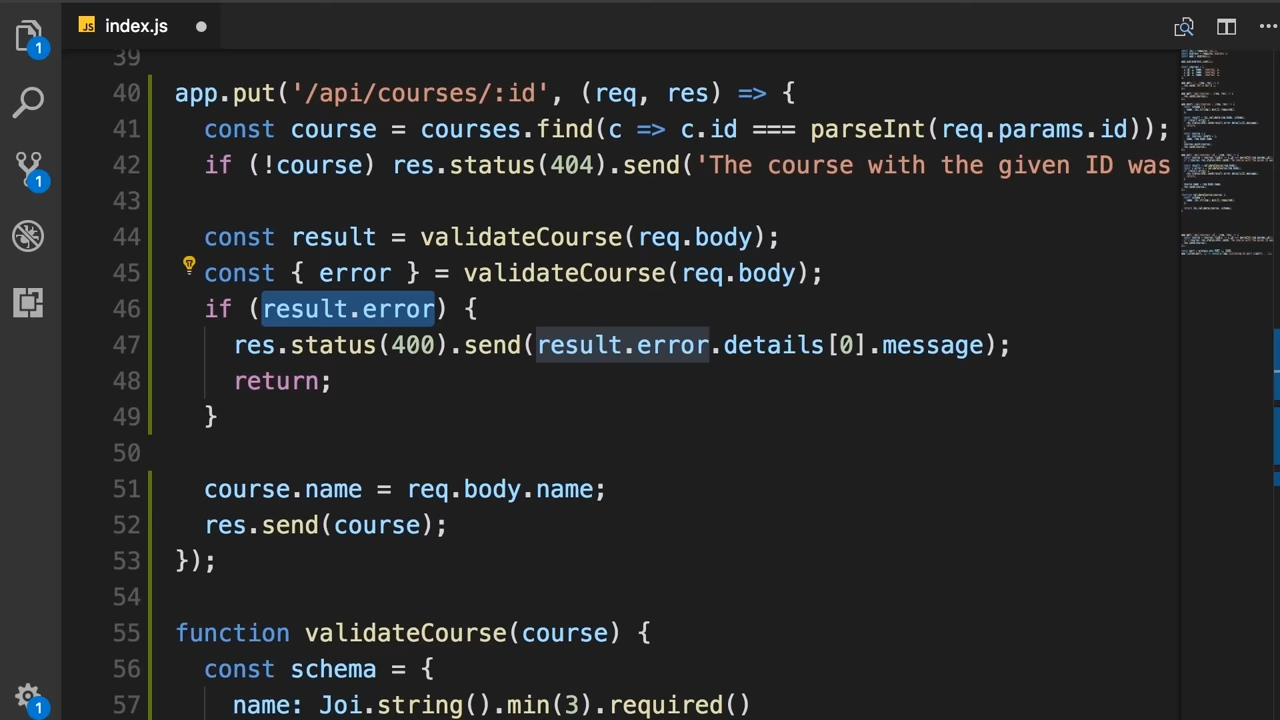 JS index.js
1
39
40 app.put('/api/courses/:id', (req, res) => {
41 const course = courses.find(c => c.id === parseInt(req.params.id));
42 if (!course) res.status(404).send('The course with the given ID was
43
1
44 const result = validateCourse(req.body);
45 const { error } = validateCourse(req.body);
46 if (result.error) {
47 res.status(400).send(result.error.details[0].message);
48 return;
49 }
50
51 course.name = req.body.name;
52 res.send(course);
53 });
54
55 function validateCourse(course) {
56 const schema = {
57 name: Joi.string().min(3).required()
1